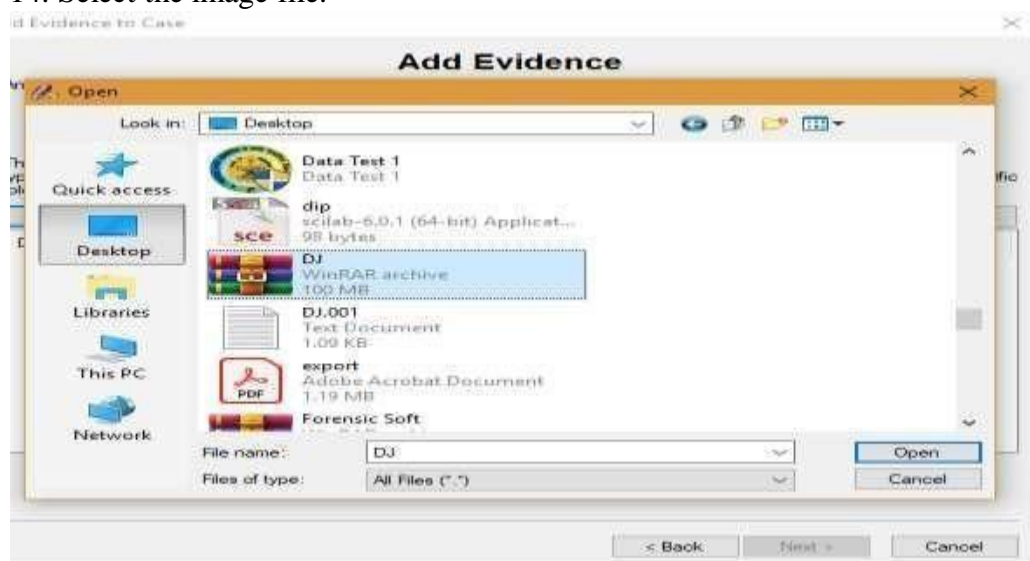 14. Select the image file.
d Evidence to Case
Add Evidence
Open
Look in: Desktop
Quick access
Desktop
Libraries
This PC
Network
Data Test 1
Data Test 1
dip
scilab-6.0.1 (64-bit) Applicat...
98 bytes
sce
DJ
WinRAR archive
100 MB
DJ.001
Text Document
1.09 KB
export
Adobe Acrobat Document
1.19 MB
PDF
Forensic Soft
File name: DJ Open
Files of type: All Files (*.*) Cancel
< Back Next > Cancel